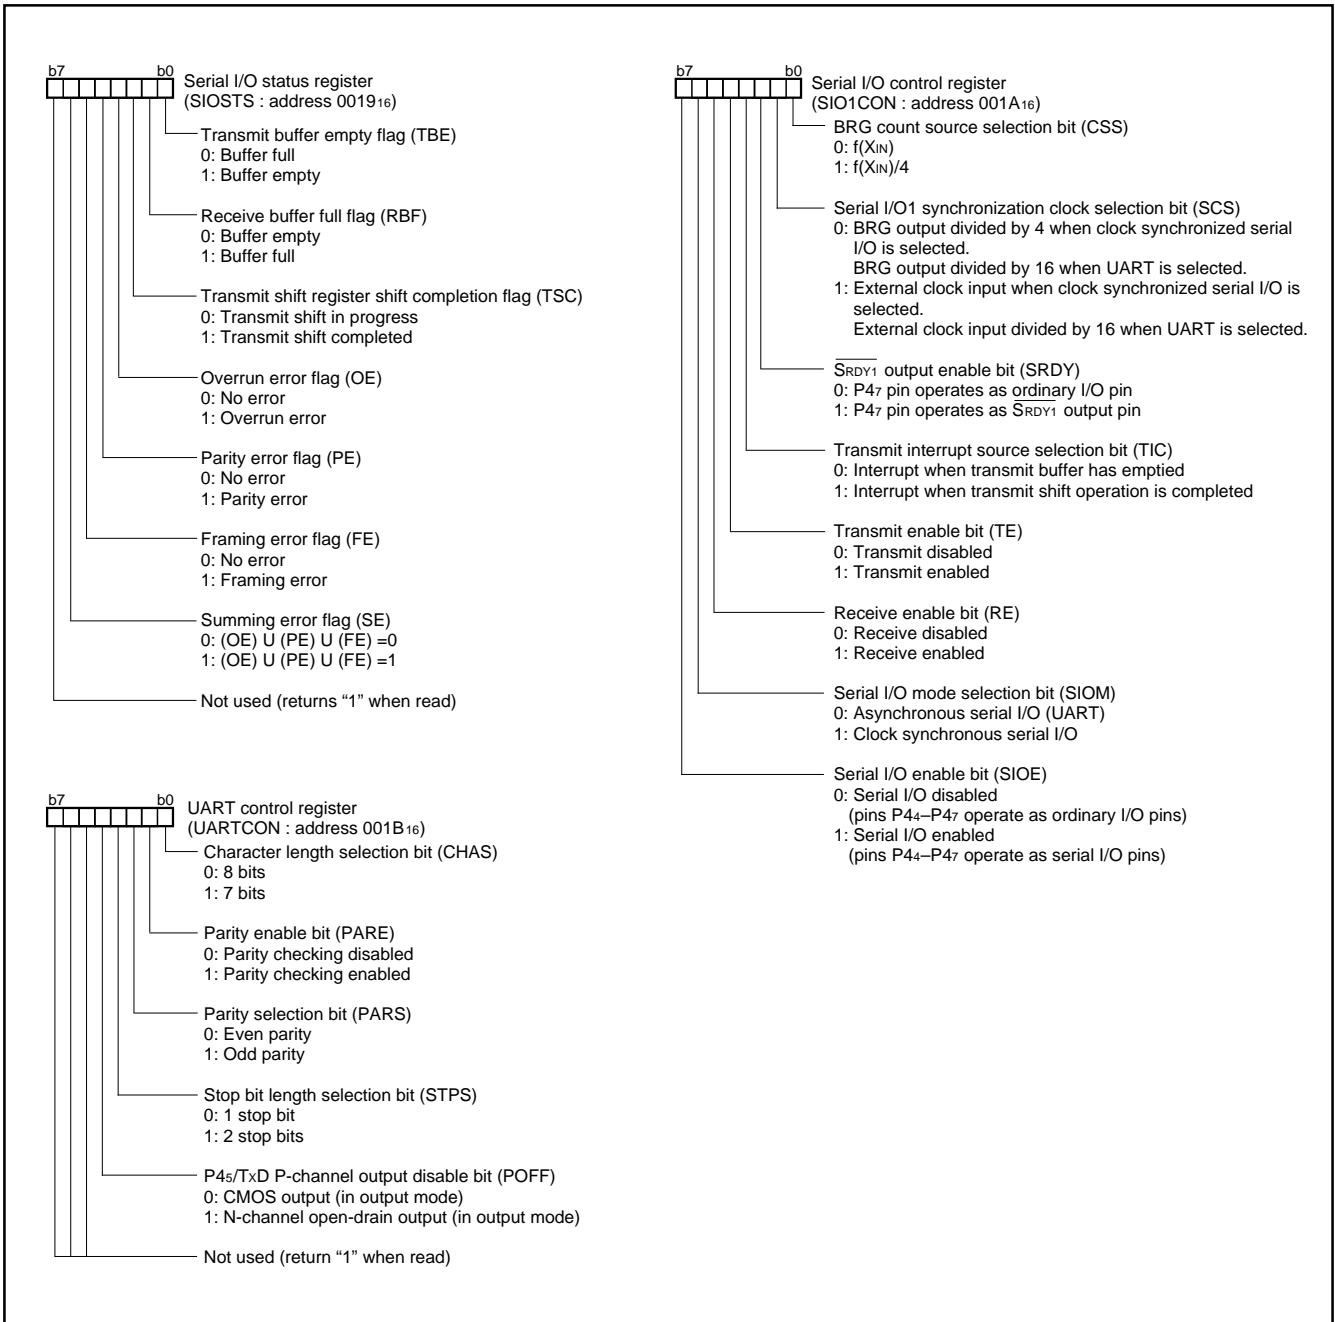 b7 b0
Serial I/O status register
(SIOSTS : address 0019₁₆)
Transmit buffer empty flag (TBE)
0: Buffer full
1: Buffer empty
Receive buffer full flag (RBF)
0: Buffer empty
1: Buffer full
Transmit shift register shift completion flag (TSC)
0: Transmit shift in progress
1: Transmit shift completed
Overrun error flag (OE)
0: No error
1: Overrun error
Parity error flag (PE)
0: No error
1: Parity error
Framing error flag (FE)
0: No error
1: Framing error
Summing error flag (SE)
0: (OE) U (PE) U (FE) =0
1: (OE) U (PE) U (FE) =1
Not used (returns “1” when read)
b7 b0
UART control register
(UARTCON : address 001B₁₆)
Character length selection bit (CHAS)
0: 8 bits
1: 7 bits
Parity enable bit (PARE)
0: Parity checking disabled
1: Parity checking enabled
Parity selection bit (PARS)
0: Even parity
1: Odd parity
Stop bit length selection bit (STPS)
0: 1 stop bit
1: 2 stop bits
P4₅/TxD P-channel output disable bit (POFF)
0: CMOS output (in output mode)
1: N-channel open-drain output (in output mode)
Not used (return “1” when read)
b7 b0
Serial I/O control register
(SIO1CON : address 001A₁₆)
BRG count source selection bit (CSS)
0: f(XIN)
1: f(XIN)/4
Serial I/O1 synchronization clock selection bit (SCS)
0: BRG output divided by 4 when clock synchronized serial
I/O is selected.
BRG output divided by 16 when UART is selected.
1: External clock input when clock synchronized serial I/O is
selected.
External clock input divided by 16 when UART is selected.
S̅R̅D̅Y̅1̅ output enable bit (SRDY)
0: P4₇ pin operates as ordinary I/O pin
1: P4₇ pin operates as S̅R̅D̅Y̅1̅ output pin
Transmit interrupt source selection bit (TIC)
0: Interrupt when transmit buffer has emptied
1: Interrupt when transmit shift operation is completed
Transmit enable bit (TE)
0: Transmit disabled
1: Transmit enabled
Receive enable bit (RE)
0: Receive disabled
1: Receive enabled
Serial I/O mode selection bit (SIOM)
0: Asynchronous serial I/O (UART)
1: Clock synchronous serial I/O
Serial I/O enable bit (SIOE)
0: Serial I/O disabled
(pins P4₄–P4₇ operate as ordinary I/O pins)
1: Serial I/O enabled
(pins P4₄–P4₇ operate as serial I/O pins)